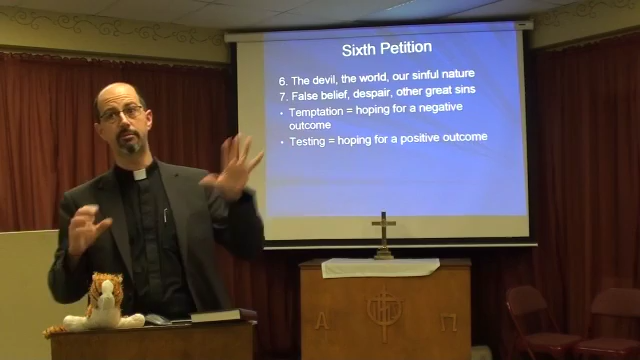 Sixth Petition
6. The devil, the world, our sinful nature
7. False belief, despair, other great sins
• Temptation = hoping for a negative
outcome
• Testing = hoping for a positive outcome
Α
Π